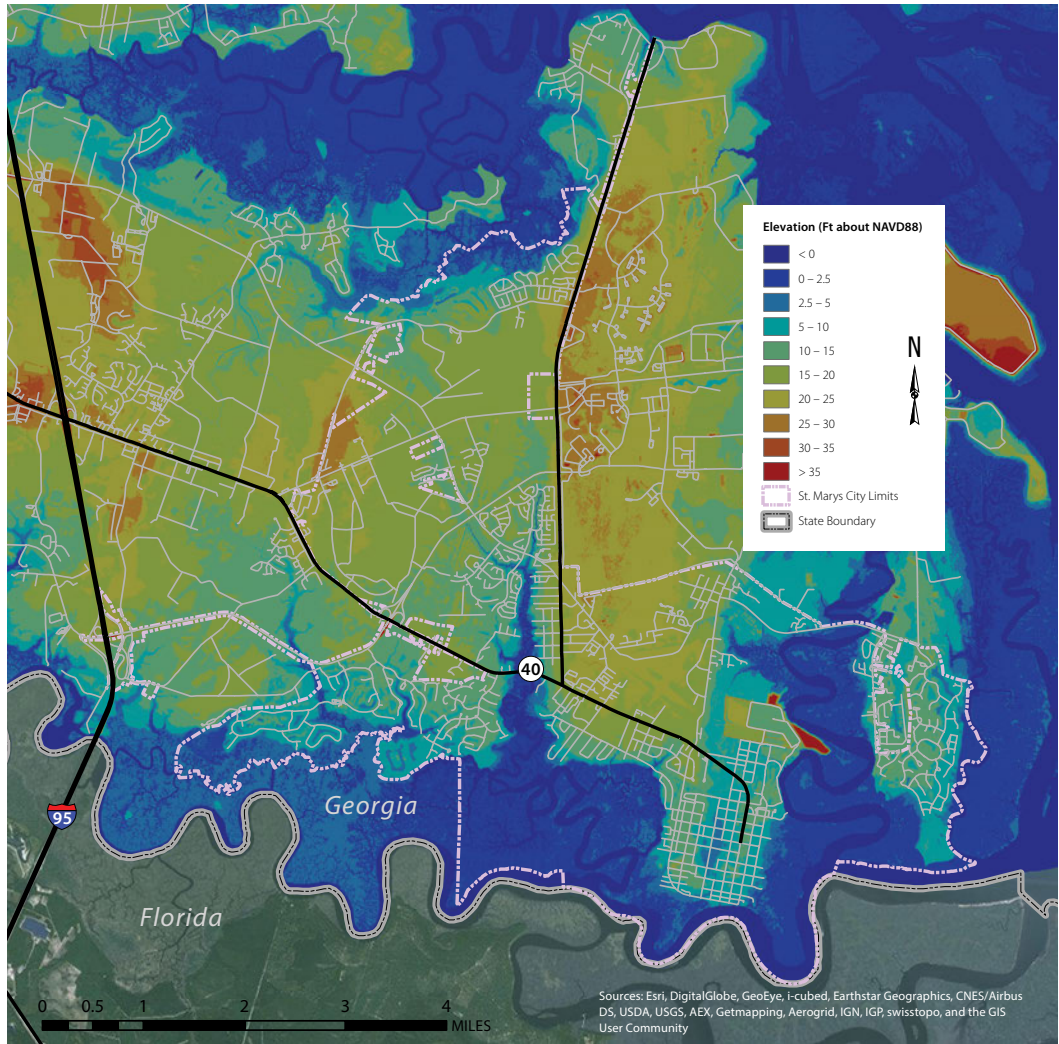 Elevation (Ft about NAVD88)
< 0
0 – 2.5
2.5 – 5
5 – 10
10 – 15
15 – 20
20 – 25
25 – 30
30 – 35
> 35
St. Marys City Limits
State Boundary
N
40
Georgia
95
Florida
0 0.5 1 2 3 4
MILES
Sources: Esri, DigitalGlobe, GeoEye, i-cubed, Earthstar Geographics, CNES/Airbus
DS, USDA, USGS, AEX, Getmapping, Aerogrid, IGN, IGP, swisstopo, and the GIS
User Community